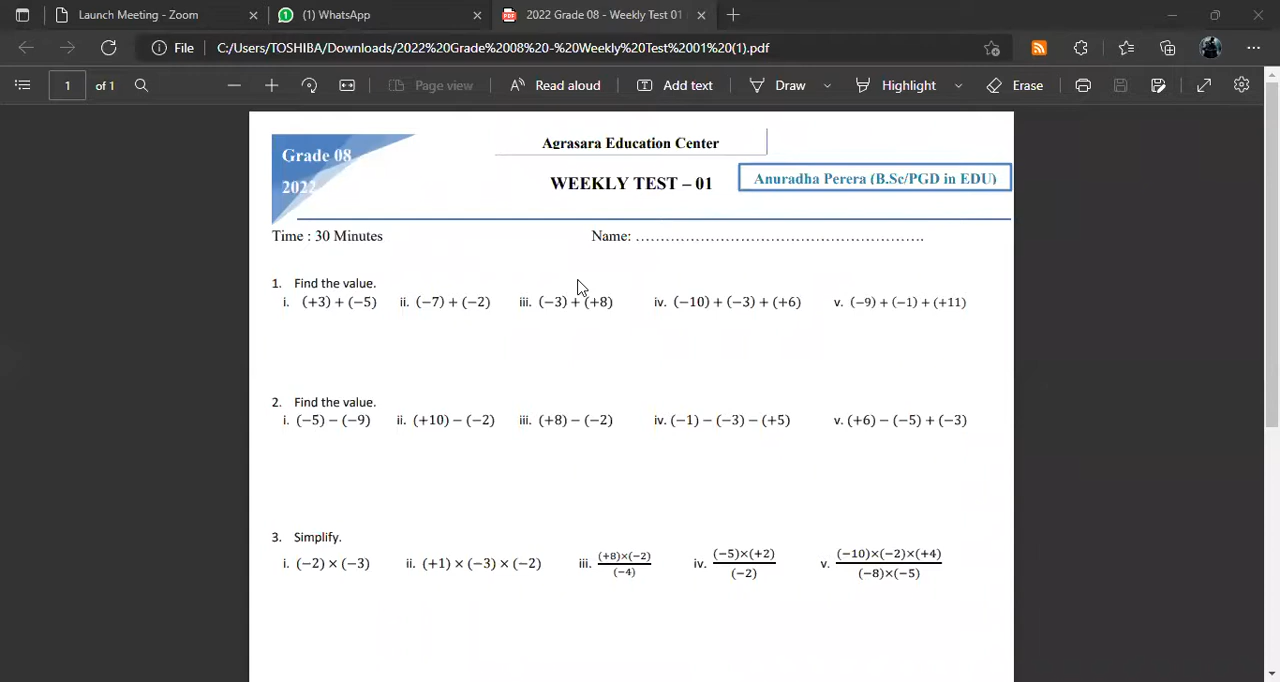 Launch Meeting - Zoom
(1) WhatsApp
2022 Grade 08 - Weekly Test 01
File
C:/Users/TOSHIBA/Downloads/2022%20Grade%2008%20-%20Weekly%20Test%2001%20(1).pdf
1 of 1
Page view
Read aloud
Add text
Draw
Highlight
Erase
Grade 08
2022
Agrasara Education Center
WEEKLY TEST – 01
Anuradha Perera (B.Sc/PGD in EDU)
Time : 30 Minutes
Name: ……………………………………………….
1. Find the value.
i. (+3) + (−5) ii. (−7) + (−2) iii. (−3) + (+8) iv. (−10) + (−3) + (+6) v. (−9) + (−1) + (+11)
2. Find the value.
i. (−5) − (−9) ii. (+10) − (−2) iii. (+8) − (−2) iv. (−1) − (−3) − (+5) v. (+6) − (−5) + (−3)
3. Simplify.
i. (−2) × (−3) ii. (+1) × (−3) × (−2) iii. (+8)×(−2) / (−4) iv. (−5)×(+2) / (−2) v. (−10)×(−2)×(+4) / (−8)×(−5)